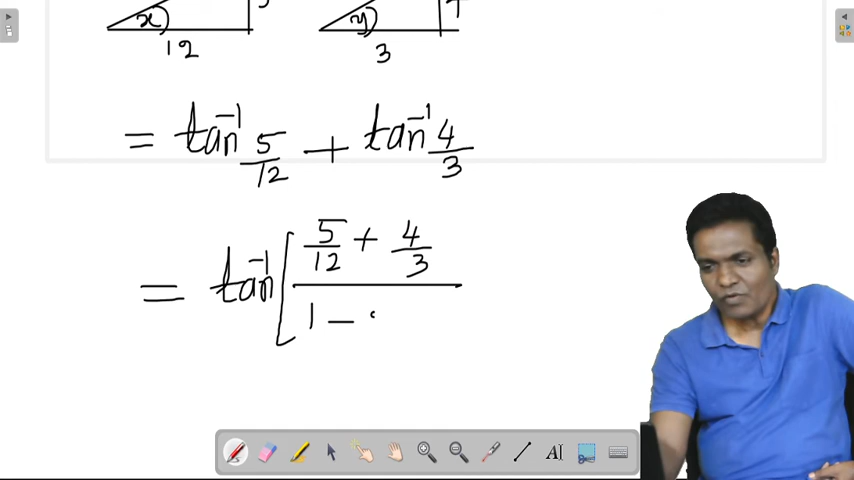 x 12 y 3
= tan⁻¹ 5/12 + tan⁻¹ 4/3
= tan⁻¹ [ (5/12 + 4/3) / (1 −